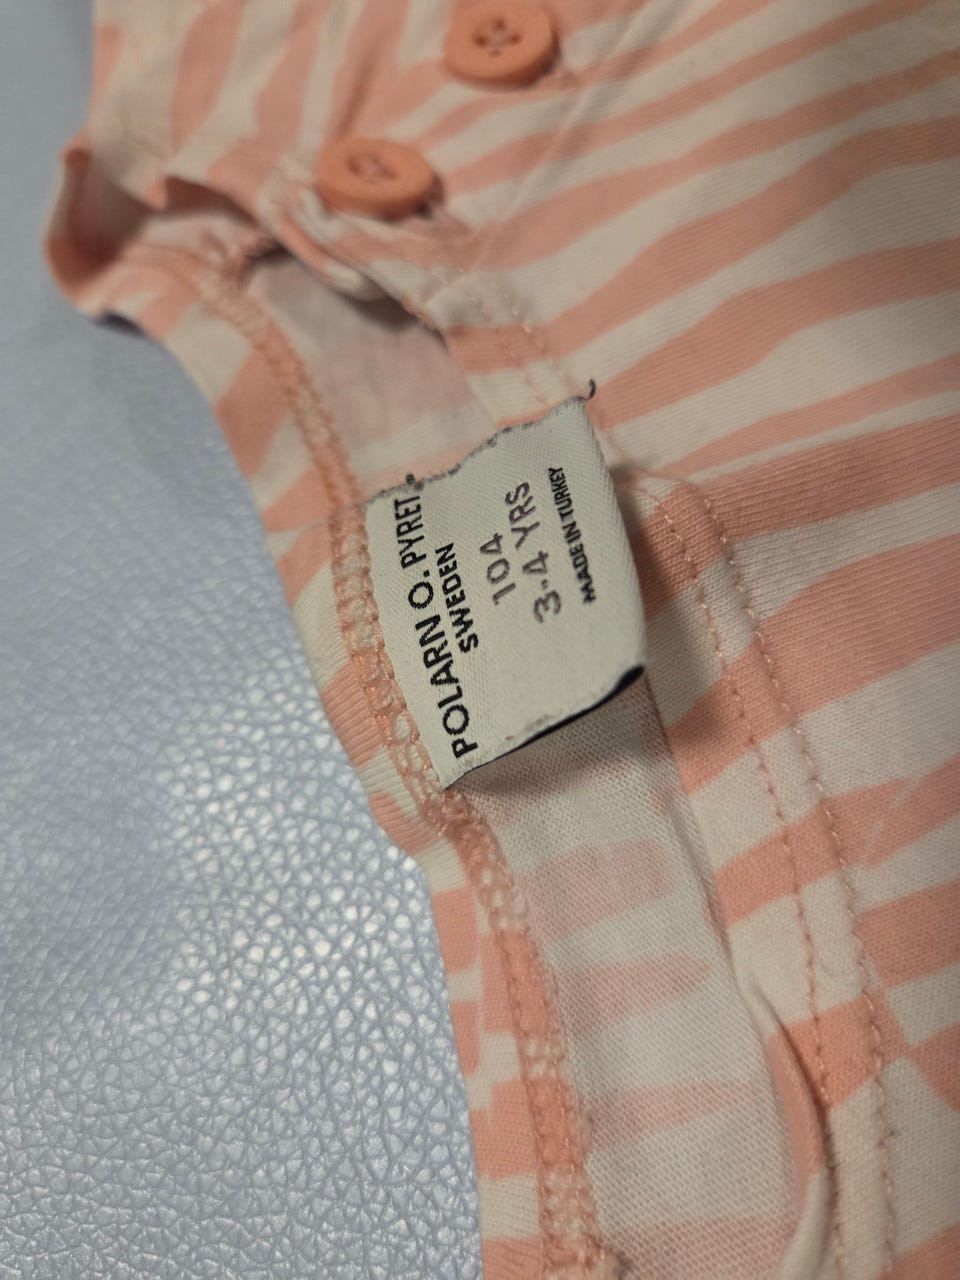 POLARN O. PYRET
SWEDEN
104
3-4 YRS
MADE IN TURKEY